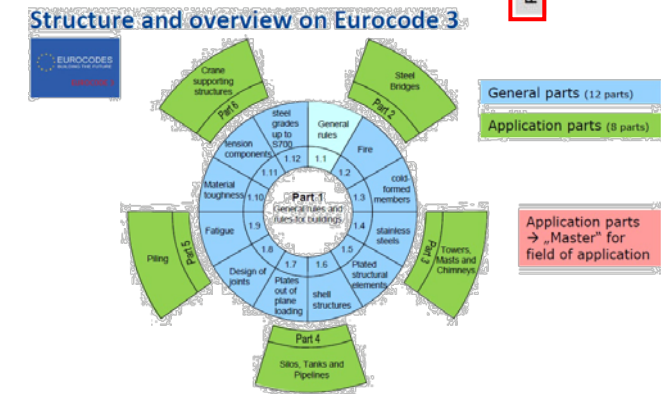 Structure and overview on Eurocode 3
EUROCODES
BUILDING THE FUTURE
General parts (12 parts)
Application parts (8 parts)
Application parts
→ „Master" for
field of application
Crane
supporting
structures
Part 6
Steel
Bridges
Part 2
Towers,
Masts and
Chimneys
Part 3
Part 4
Silos, Tanks and
Pipelines
Piling
Part 5
Part 1
General rules and
rules for buildings
General
rules
1.1
Fire
1.2
cold-
formed
members
1.3
stainless
steels
1.4
Plated
structural
elements
1.5
shell
structures
1.6
Plates
out of
plane
loading
1.7
Design of
joints
1.8
Fatigue
1.9
Material
toughness
1.10
tension
components
1.11
steel
grades
up to
S700
1.12